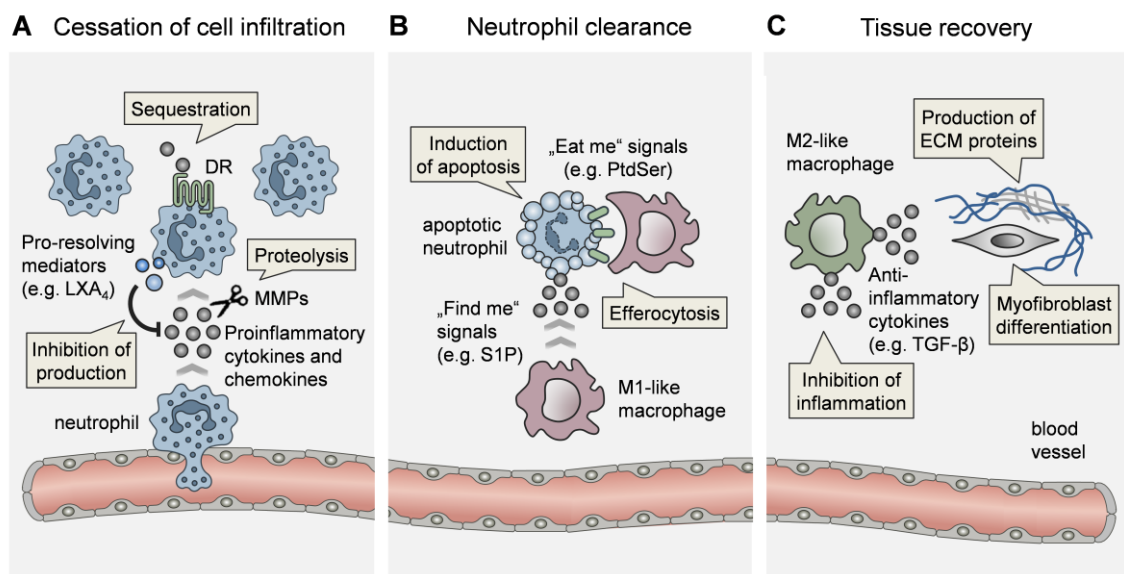 A Cessation of cell infiltration
Sequestration
DR
Pro-resolving
mediators
(e.g. LXA₄)
Proteolysis
MMPs
Inhibition of
production
Proinflammatory
cytokines and
chemokines
neutrophil
B Neutrophil clearance
Induction
of apoptosis
„Eat me“ signals
(e.g. PtdSer)
apoptotic
neutrophil
„Find me“
signals
(e.g. S1P)
Efferocytosis
M1-like
macrophage
C Tissue recovery
Production of
ECM proteins
M2-like
macrophage
Anti-
inflammatory
cytokines
(e.g. TGF-β)
Myofibroblast
differentiation
Inhibition of
inflammation
blood
vessel